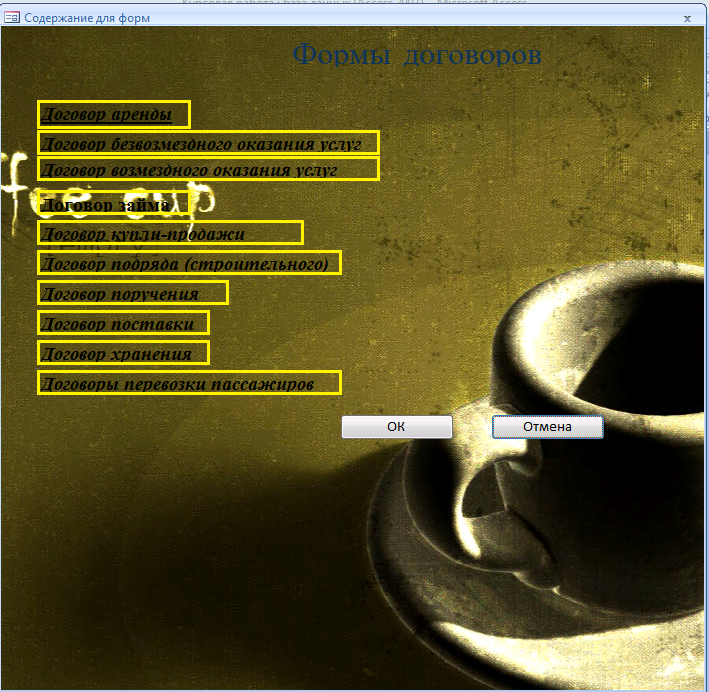 Содержание для форм
Формы договоров
Договор аренды
Договор безвозмездного оказания услуг
Договор возмездного оказания услуг
Договор займа
Договор купли-продажи
Договор подряда (строительного)
Договор поручения
Договор поставки
Договор хранения
Договоры перевозки пассажиров
ОК
Отмена